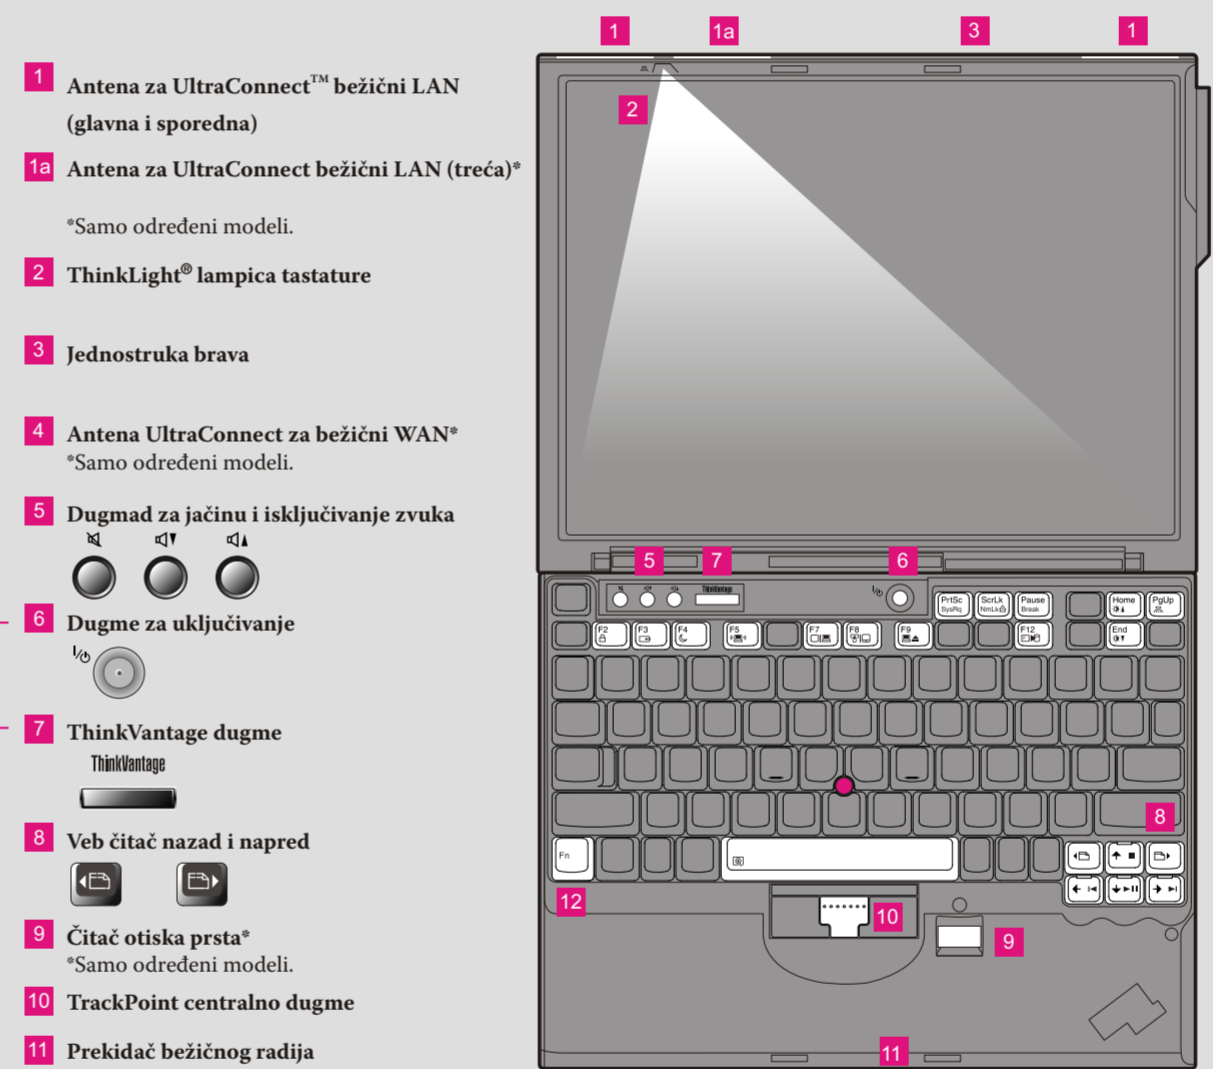 1 Antena za UltraConnect™ bežični LAN
(glavna i sporedna)
1a Antena za UltraConnect bežični LAN (treća)*
*Samo određeni modeli.
2 ThinkLight® lampica tastature
3 Jednostruka brava
4 Antena UltraConnect za bežični WAN*
*Samo određeni modeli.
5 Dugmad za jačinu i isključivanje zvuka
6 Dugme za uključivanje
7 ThinkVantage dugme
ThinkVantage
8 Veb čitač nazad i napred
9 Čitač otiska prsta*
*Samo određeni modeli.
10 TrackPoint centralno dugme
11 Prekidač bežičnog radija
1 1a 3 1
2
5 7 6
ThinkVantage
PrtSc ScrLk Pause Home PgUp
SysRq NmLk Break
F2 F3 F4 F5 F7 F8 F9 F12 End
8
Fn
12 10
9
11